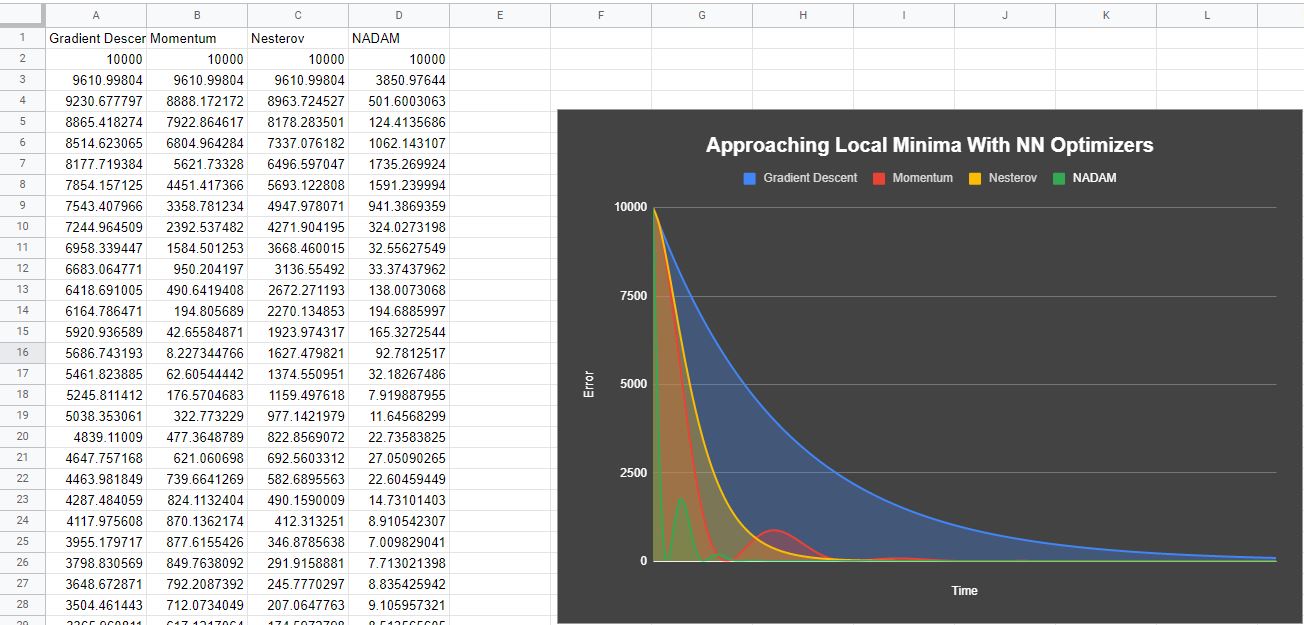 A B C D E F G H I J K L
1 Gradient Descer Momentum Nesterov NADAM
2 10000 10000 10000 10000
3 9610.99804 9610.99804 9610.99804 3850.97644
4 9230.677797 8888.172172 8963.724527 501.6003063
5 8865.418274 7922.864617 8178.283501 124.4135686
6 8514.623065 6804.964284 7337.076182 1062.143107
7 8177.719384 5621.73328 6496.597047 1735.269924
8 7854.157125 4451.417366 5693.122808 1591.239994
9 7543.407966 3358.781234 4947.978071 941.3869359
10 7244.964509 2392.537482 4271.904195 324.0273198
11 6958.339447 1584.501253 3668.460015 32.55627549
12 6683.064771 950.204197 3136.55492 33.37437962
13 6418.691005 490.6419408 2672.271193 138.0073068
14 6164.786471 194.805689 2270.134853 194.6885997
15 5920.936589 42.65584871 1923.974317 165.3272544
16 5686.743193 8.227344766 1627.479821 92.7812517
17 5461.823885 62.60544442 1374.550951 32.18267486
18 5245.811412 176.5704683 1159.497618 7.919887955
19 5038.353061 322.773229 977.1421979 11.64568299
20 4839.11009 477.3648789 822.8569072 22.73583825
21 4647.757168 621.060698 692.5603312 27.05090265
22 4463.981849 739.6641269 582.6895563 22.60459449
23 4287.484059 824.1132404 490.1590009 14.73101403
24 4117.975608 870.1362174 412.313251 8.910542307
25 3955.179717 877.6155426 346.8785638 7.009829041
26 3798.830569 849.7638092 291.9158881 7.713021398
27 3648.672871 792.2087392 245.7770297 8.835425942
28 3504.461443 712.0734049 207.0647763 9.105957321
Approaching Local Minima With NN Optimizers
Gradient Descent Momentum Nesterov NADAM
10000
7500
5000
2500
0
Error
Time